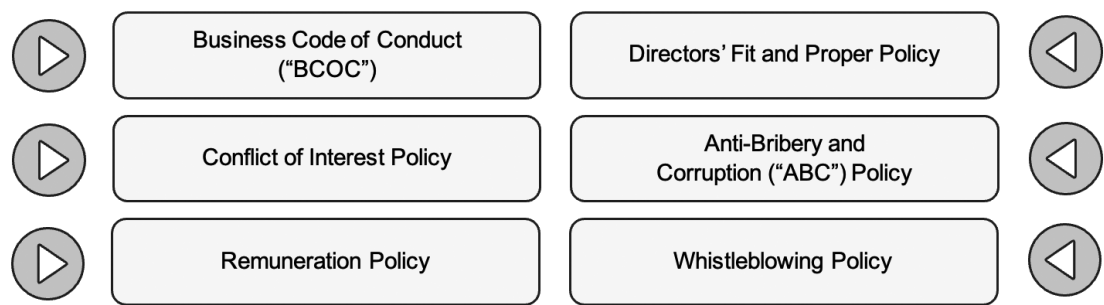 Business Code of Conduct
(“BCOC”)
Directors’ Fit and Proper Policy
Conflict of Interest Policy
Anti-Bribery and
Corruption (“ABC”) Policy
Remuneration Policy
Whistleblowing Policy